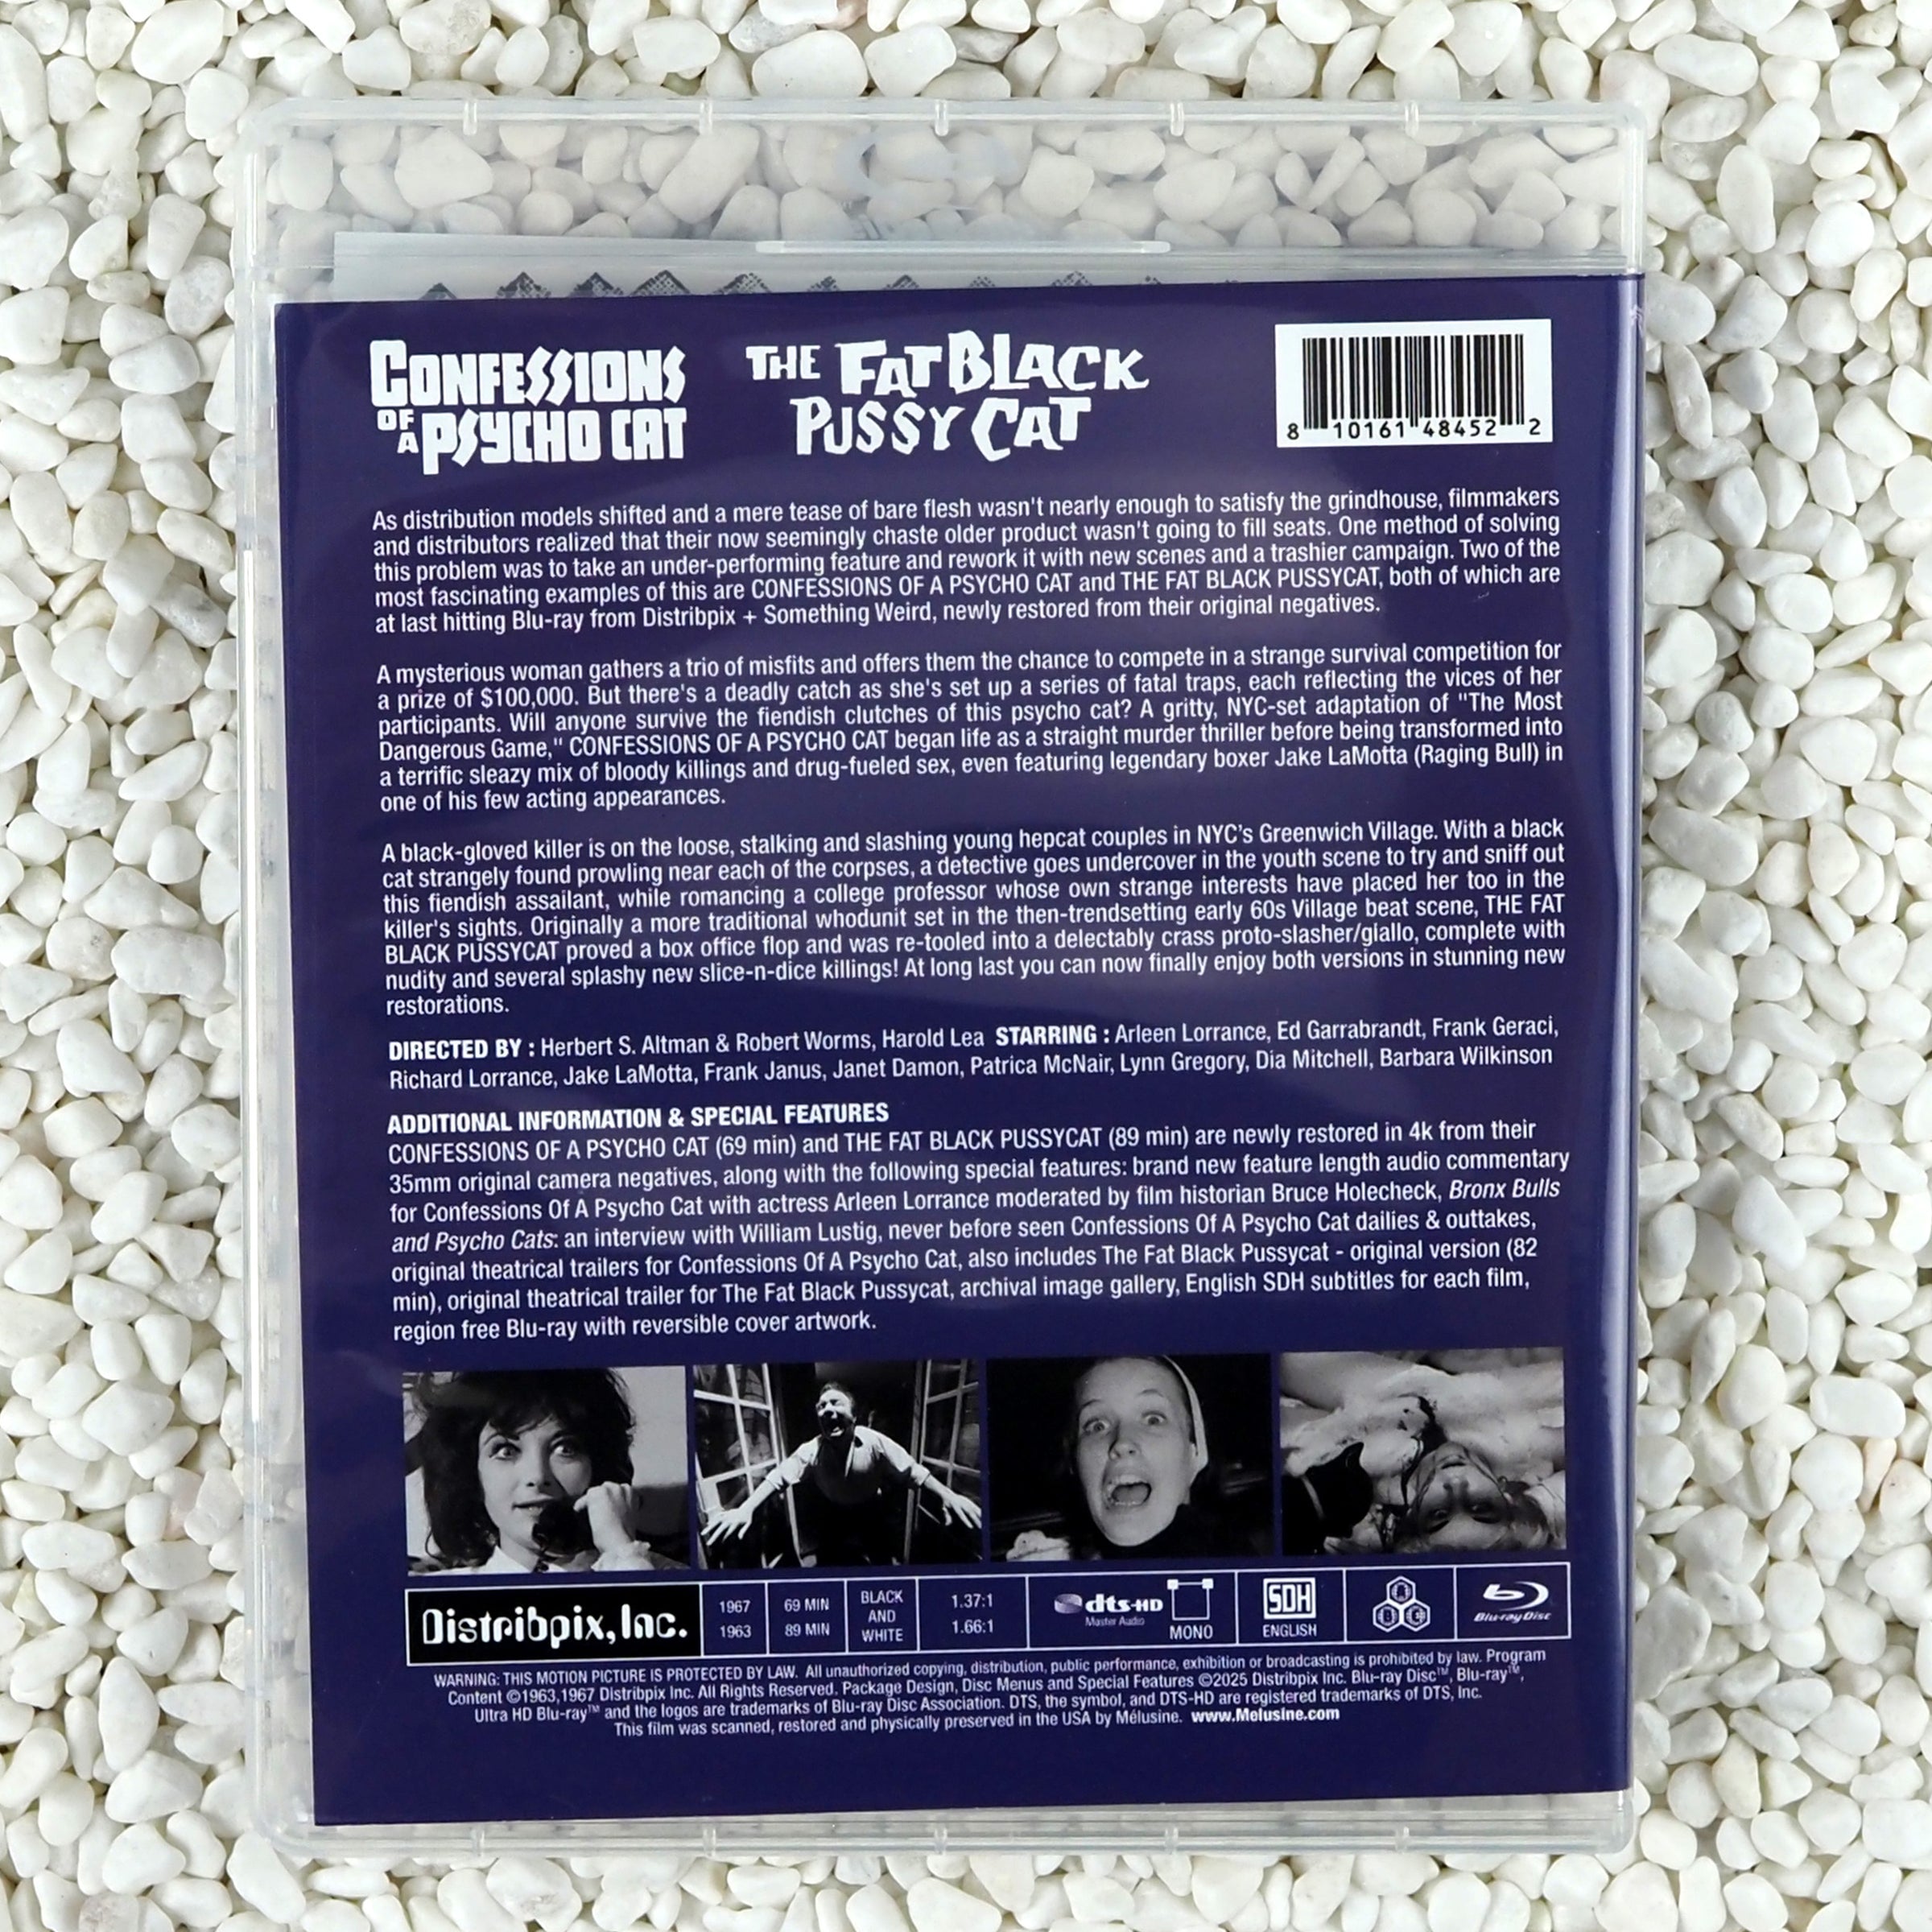 CONFESSIONS
OF A PSYCHO CAT
THE FAT BLACK
PUSSYCAT
8 10161 48452 2
As distribution models shifted and a mere tease of bare flesh wasn't nearly enough to satisfy the grindhouse, filmmakers
and distributors realized that their now seemingly chaste older product wasn't going to fill seats. One method of solving
this problem was to take an under-performing feature and rework it with new scenes and a trashier campaign. Two of the
most fascinating examples of this are CONFESSIONS OF A PSYCHO CAT and THE FAT BLACK PUSSYCAT, both of which are
at last hitting Blu-ray from Distribpix + Something Weird, newly restored from their original negatives.
A mysterious woman gathers a trio of misfits and offers them the chance to compete in a strange survival competition for
a prize of $100,000. But there's a deadly catch as she's set up a series of fatal traps, each reflecting the vices of her
participants. Will anyone survive the fiendish clutches of this psycho cat? A gritty, NYC-set adaptation of "The Most
Dangerous Game," CONFESSIONS OF A PSYCHO CAT began life as a straight murder thriller before being transformed into
a terrific sleazy mix of bloody killings and drug-fueled sex, even featuring legendary boxer Jake LaMotta (Raging Bull) in
one of his few acting appearances.
A black-gloved killer is on the loose, stalking and slashing young hepcat couples in NYC's Greenwich Village. With a black
cat strangely found prowling near each of the corpses, a detective goes undercover in the youth scene to try and sniff out
this fiendish assailant, while romancing a college professor whose own strange interests have placed her too in the
killer's sights. Originally a more traditional whodunit set in the then-trendsetting early 60s Village beat scene, THE FAT
BLACK PUSSYCAT proved a box office flop and was re-tooled into a delectably crass proto-slasher/giallo, complete with
nudity and several splashy new slice-n-dice killings! At long last you can now finally enjoy both versions in stunning new
restorations.
DIRECTED BY : Herbert S. Altman & Robert Worms, Harold Lea STARRING : Arleen Lorrance, Ed Garrabrandt, Frank Geraci,
Richard Lorrance, Jake LaMotta, Frank Janus, Janet Damon, Patrica McNair, Lynn Gregory, Dia Mitchell, Barbara Wilkinson
ADDITIONAL INFORMATION & SPECIAL FEATURES
CONFESSIONS OF A PSYCHO CAT (69 min) and THE FAT BLACK PUSSYCAT (89 min) are newly restored in 4k from their
35mm original camera negatives, along with the following special features: brand new feature length audio commentary
for Confessions Of A Psycho Cat with actress Arleen Lorrance moderated by film historian Bruce Holecheck, Bronx Bulls
and Psycho Cats: an interview with William Lustig, never before seen Confessions Of A Psycho Cat dailies & outtakes,
original theatrical trailers for Confessions Of A Psycho Cat, also includes The Fat Black Pussycat - original version (82
min), original theatrical trailer for The Fat Black Pussycat, archival image gallery, English SDH subtitles for each film,
region free Blu-ray with reversible cover artwork.
Distribpix, Inc.
1967
1963
69 MIN
89 MIN
BLACK
AND
WHITE
1.37:1
1.66:1
dts-HD
Master Audio
MONO
SDH
ENGLISH
A
B C
Blu-ray Disc
WARNING: THIS MOTION PICTURE IS PROTECTED BY LAW. All unauthorized copying, distribution, public performance, exhibition or broadcasting is prohibited by law. Program
Content ©1963,1967 Distribpix Inc. All Rights Reserved. Package Design, Disc Menus and Special Features ©2025 Distribpix Inc. Blu-ray Disc™, Blu-ray™,
Ultra HD Blu-ray™ and the logos are trademarks of Blu-ray Disc Association. DTS, the symbol, and DTS-HD are registered trademarks of DTS, Inc.
This film was scanned, restored and physically preserved in the USA by Mélusine. www.Melusine.com